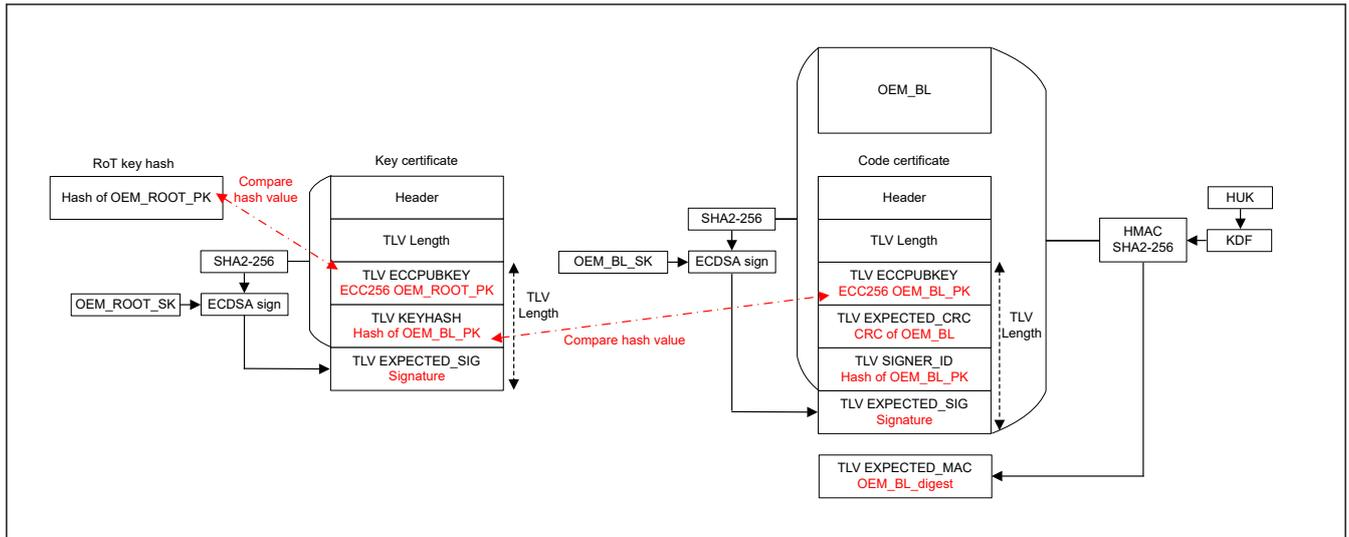 RoT key hash
Hash of OEM_ROOT_PK
Compare
hash value
Key certificate
Header
TLV Length
TLV ECCPUBKEY
ECC256 OEM_ROOT_PK
TLV KEYHASH
Hash of OEM_BL_PK
TLV EXPECTED_SIG
Signature
TLV
Length
SHA2-256
OEM_ROOT_SK
ECDSA sign
Compare hash value
OEM_BL
Code certificate
Header
TLV Length
TLV ECCPUBKEY
ECC256 OEM_BL_PK
TLV EXPECTED_CRC
CRC of OEM_BL
TLV SIGNER_ID
Hash of OEM_BL_PK
TLV EXPECTED_SIG
Signature
TLV
Length
SHA2-256
OEM_BL_SK
ECDSA sign
TLV EXPECTED_MAC
OEM_BL_digest
HMAC
SHA2-256
HUK
KDF